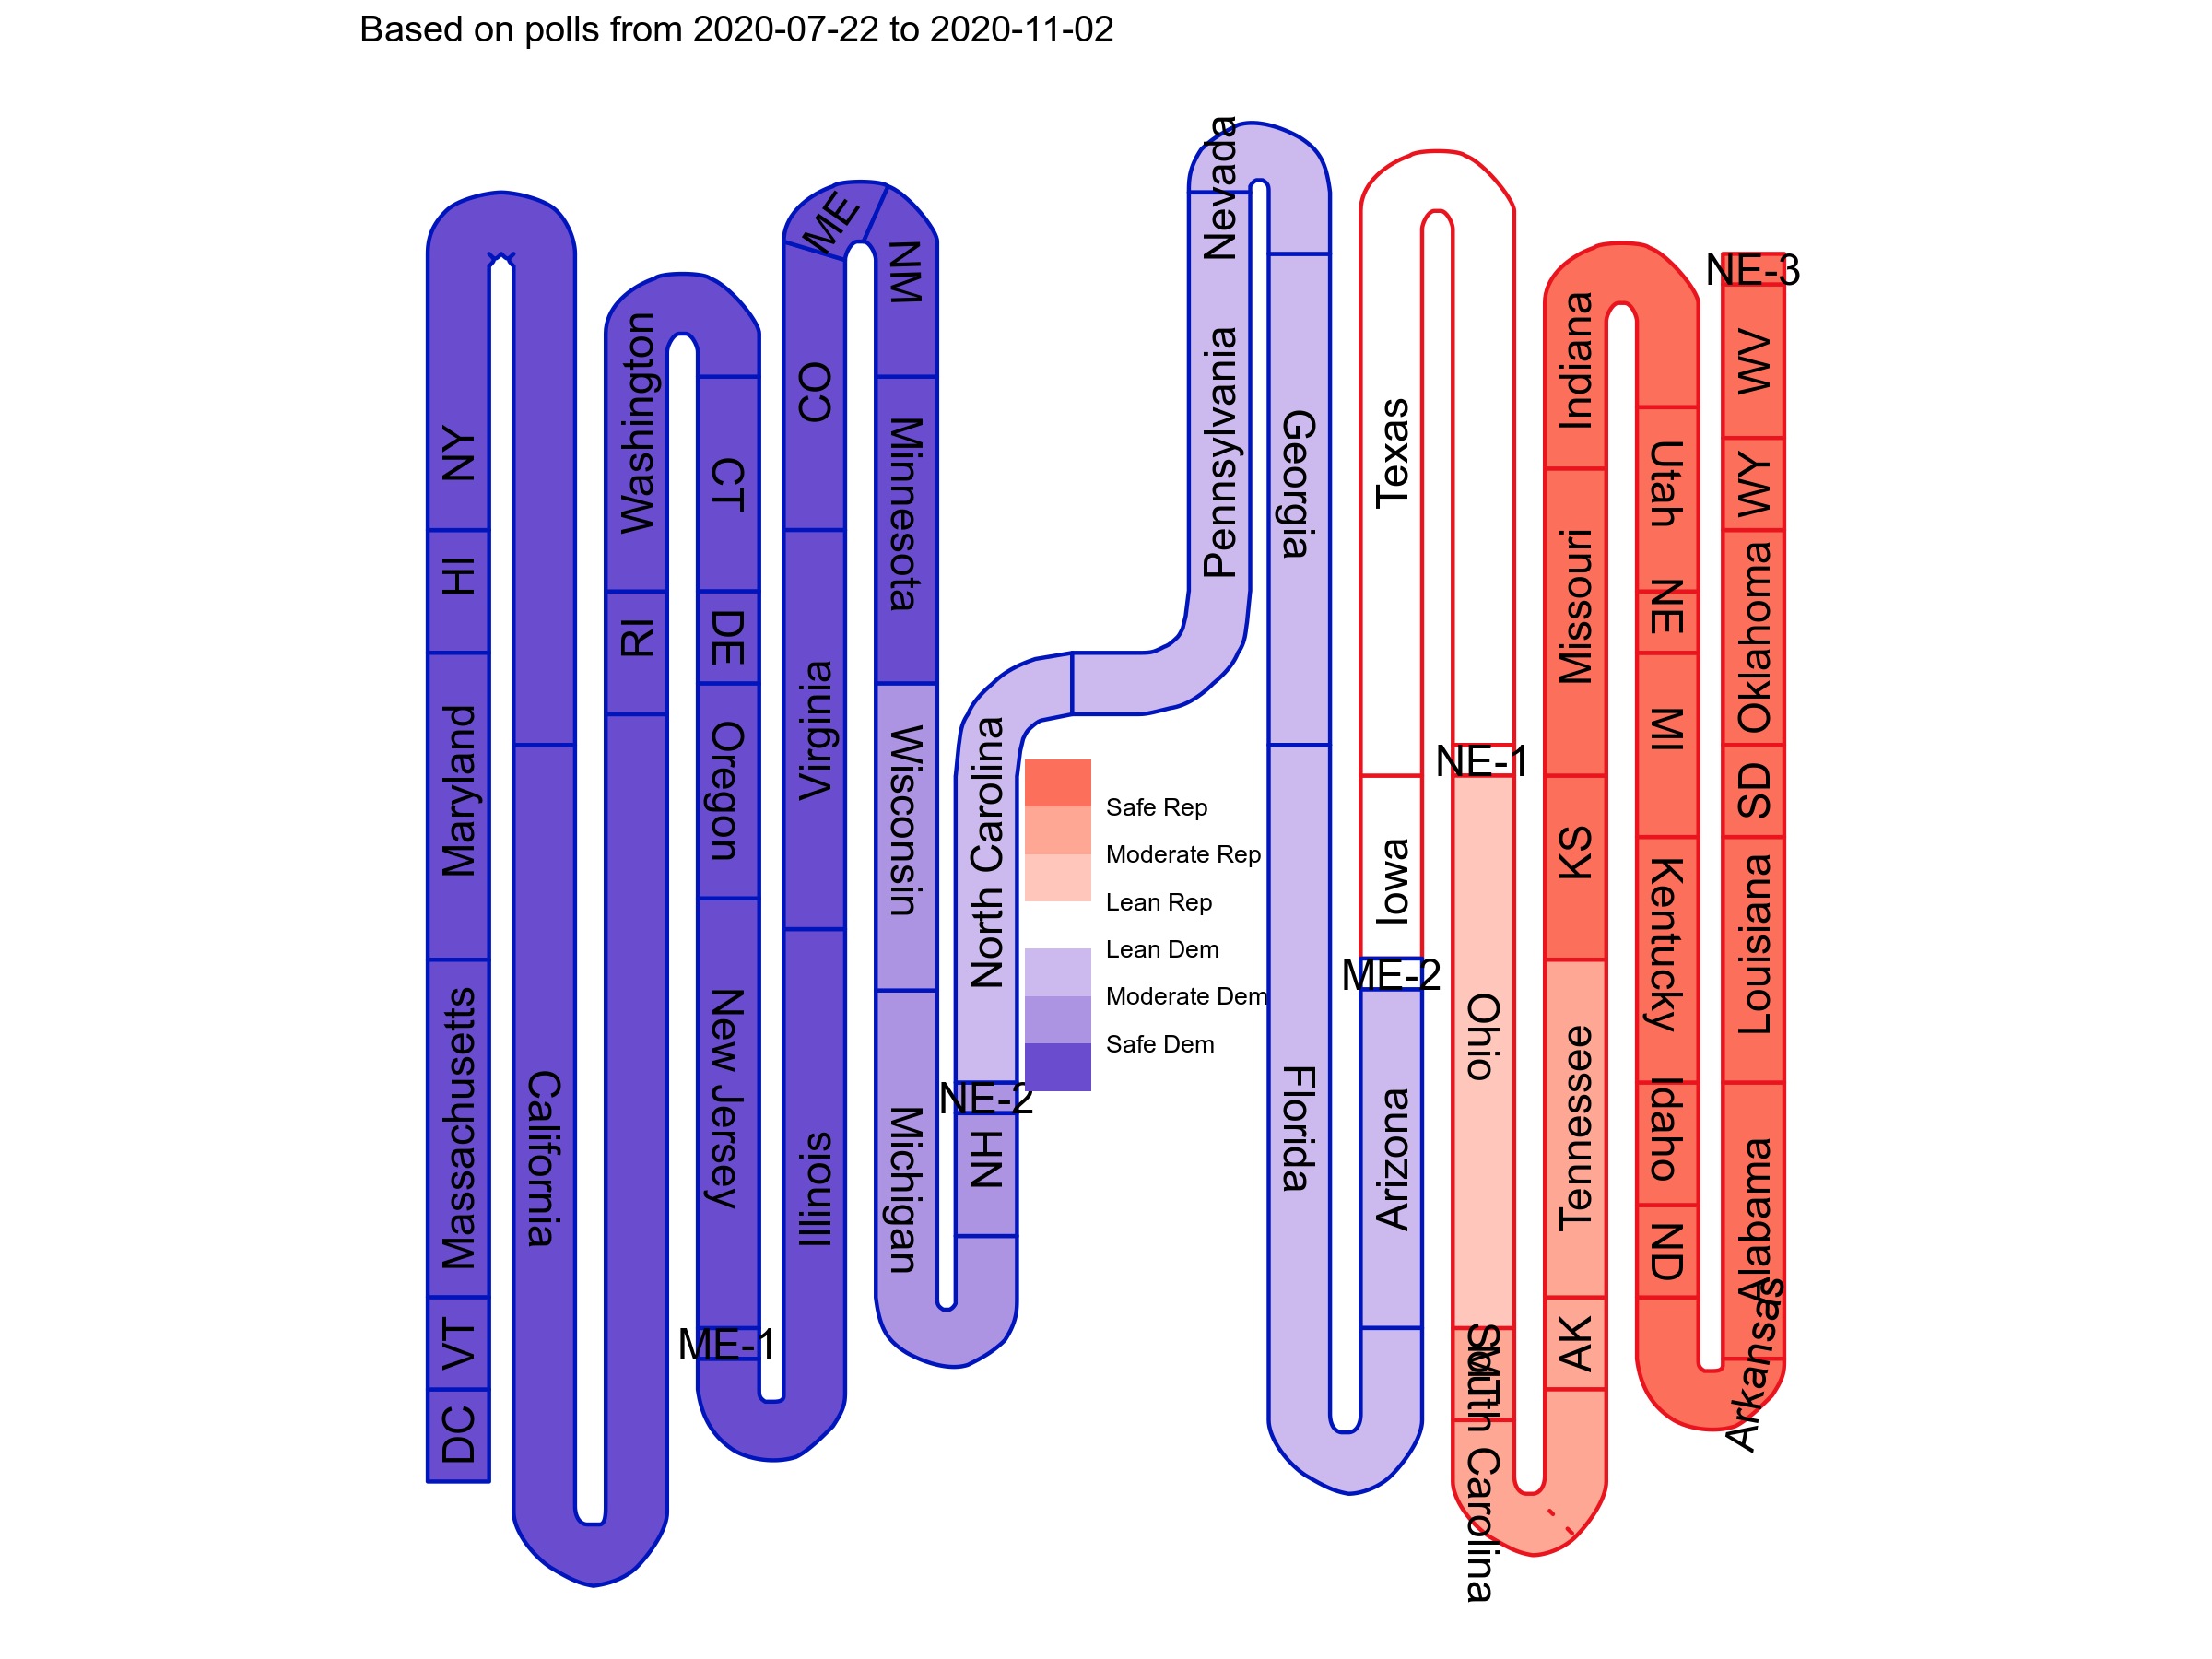 Based on polls from 2020-07-22 to 2020-11-02
NY
HI
Maryland
Massachusetts
VT
DC
California
Washington
RI
CT
DE
Oregon
New Jersey
ME-1
ME
CO
Virginia
Illinois
NM
Minnesota
Wisconsin
Michigan
North Carolina
NE-2
NH
Safe Rep
Moderate Rep
Lean Rep
Lean Dem
Moderate Dem
Safe Dem
Nevada
Pennsylvania
Georgia
Florida
Texas
Iowa
ME-2
Arizona
NE-1
Ohio
MT
South Carolina
Indiana
Missouri
KS
Tennessee
AK
Utah
NE
MI
Kentucky
Idaho
ND
NE-3
WV
WY
Oklahoma
SD
Louisiana
Alabama
Arkansas